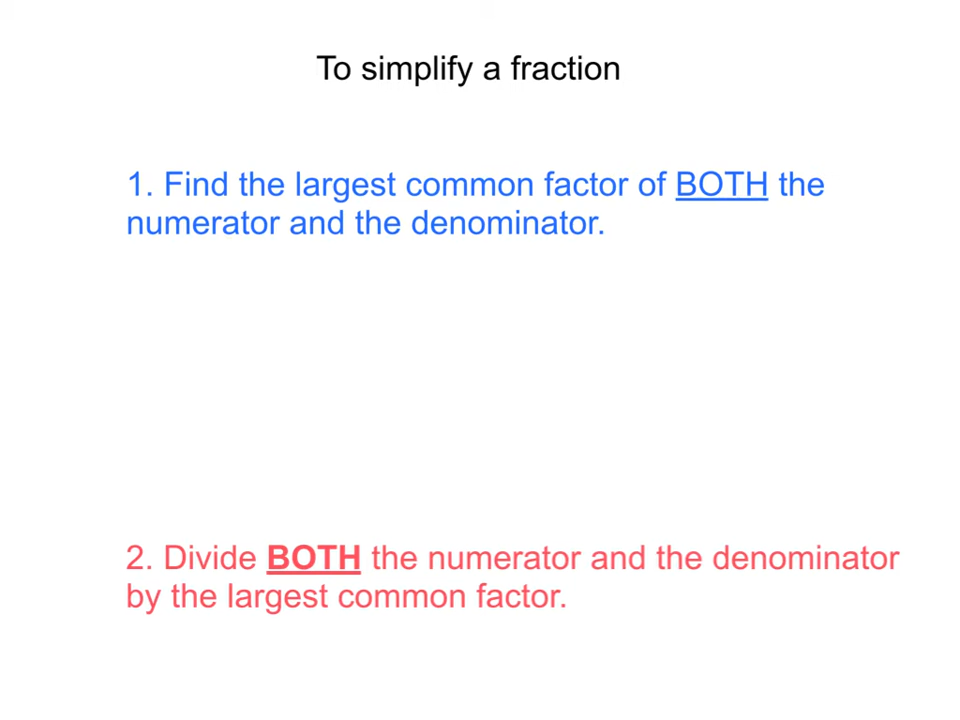 To simplify a fraction
1. Find the largest common factor of BOTH the
numerator and the denominator.
2. Divide BOTH the numerator and the denominator
by the largest common factor.